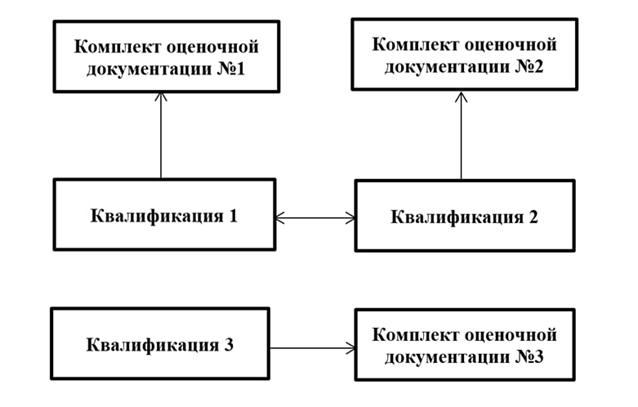 Комплект оценочной
документации №1
Комплект оценочной
документации №2
Квалификация 1
Квалификация 2
Квалификация 3
Комплект оценочной
документации №3